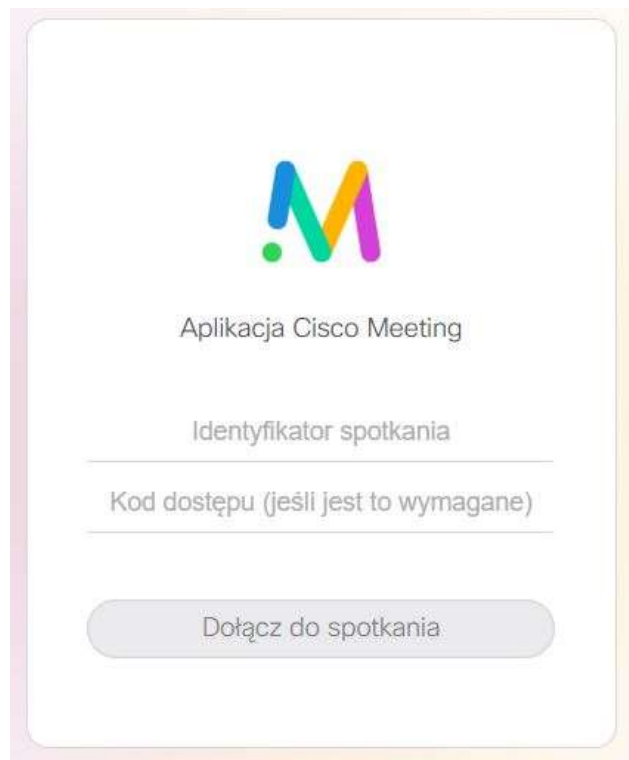 Aplikacja Cisco Meeting
Identyfikator spotkania
Kod dostępu (jeśli jest to wymagane)
Dołącz do spotkania